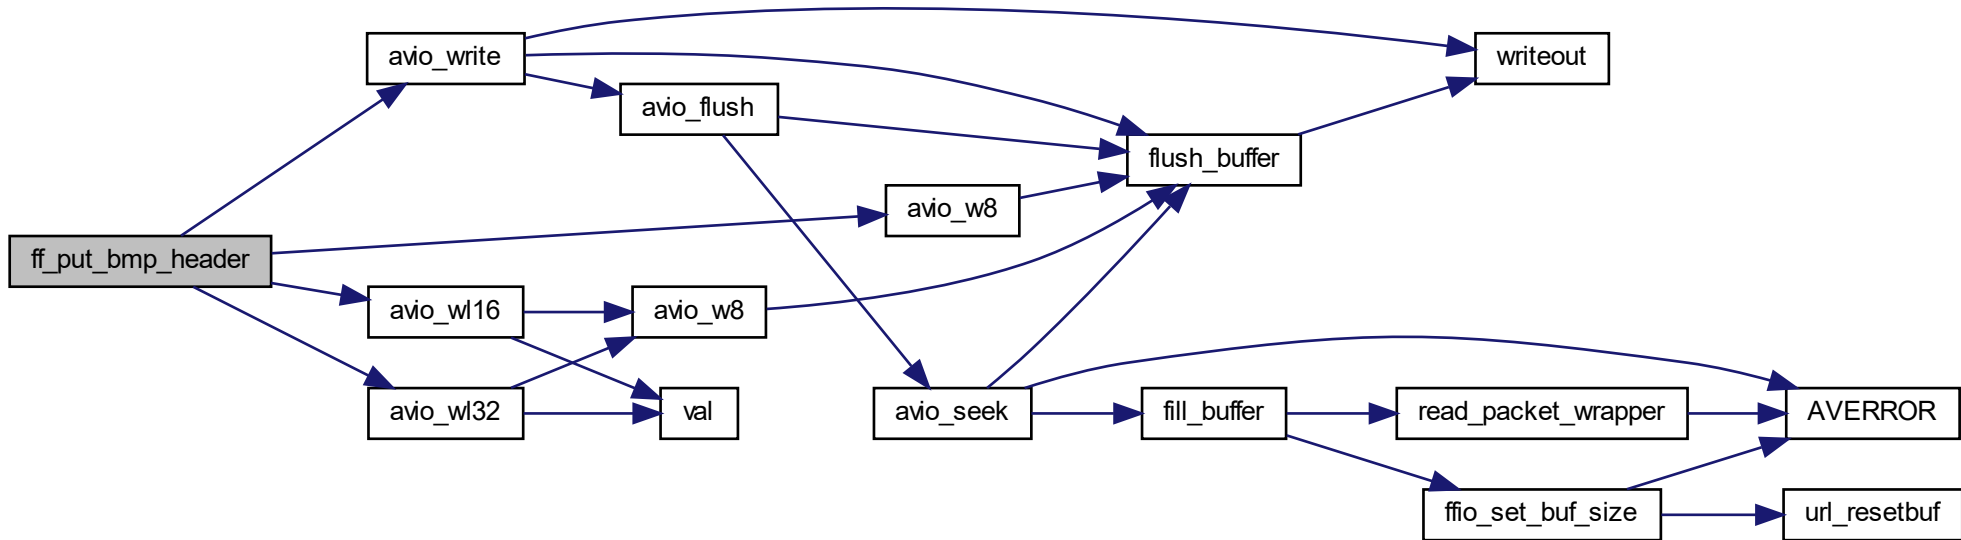 avio_write
writeout
avio_flush
flush_buffer
avio_w8
ff_put_bmp_header
avio_wl16
avio_w8
avio_wl32
val
avio_seek
fill_buffer
read_packet_wrapper
AVERROR
ffio_set_buf_size
url_resetbuf